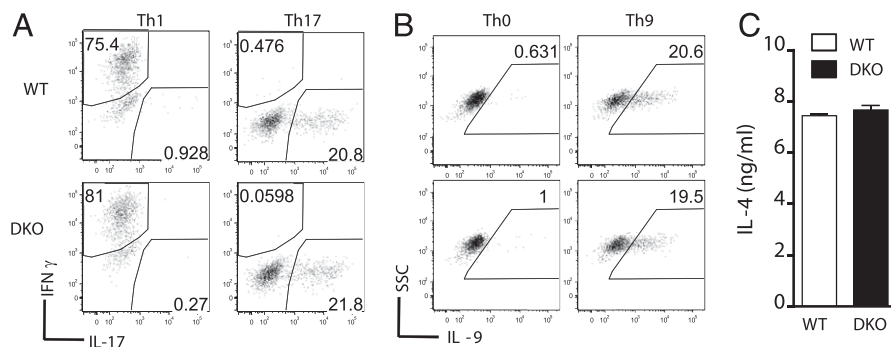 A
Th1
Th17
B
Th0
Th9
C
WT
75.4
0.928
0.476
20.8
0.631
20.6
DKO
81
0.27
0.0598
21.8
1
19.5
IFN γ
IL-17
SSC
IL -9
WT
DKO
IL-4 (ng/ml)
10
8
6
4
2
0
WT
DKO